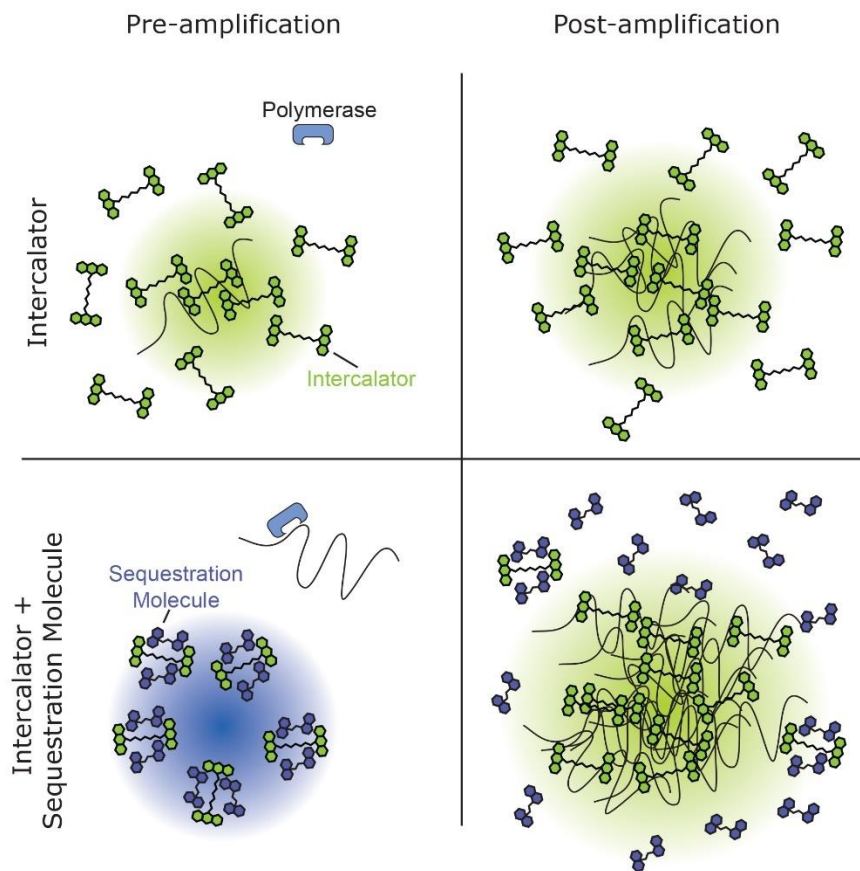 Pre-amplification
Post-amplification
Intercalator
Polymerase
Intercalator
Intercalator +
Sequestration Molecule
Sequestration
Molecule